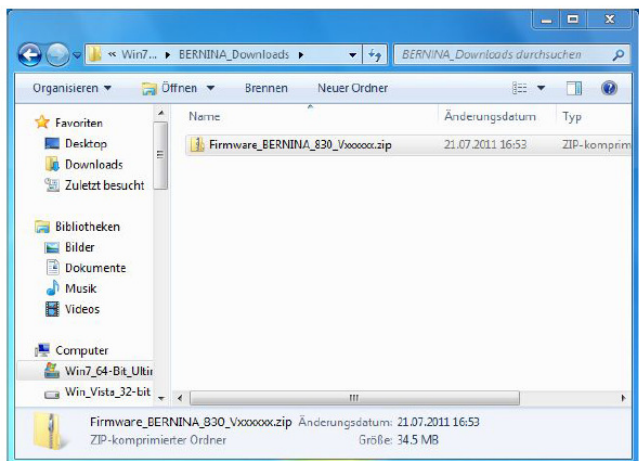 « Win7... ▸ BERNINA_Downloads ▸ BERNINA_Downloads durchsuchen
Organisieren Öffnen Brennen Neuer Ordner
Name Änderungsdatum Typ
Firmware_BERNINA_830_Vxxxxxx.zip 21.07.2011 16:53 ZIP-komprim
Favoriten
Desktop
Downloads
Zuletzt besucht
Bibliotheken
Bilder
Dokumente
Musik
Videos
Computer
Win7_64-Bit_Ultir
Win_Vista_32-bit
Firmware_BERNINA_830_Vxxxxxx.zip Änderungsdatum: 21.07.2011 16:53
ZIP-komprimierter Ordner Größe: 34.5 MB